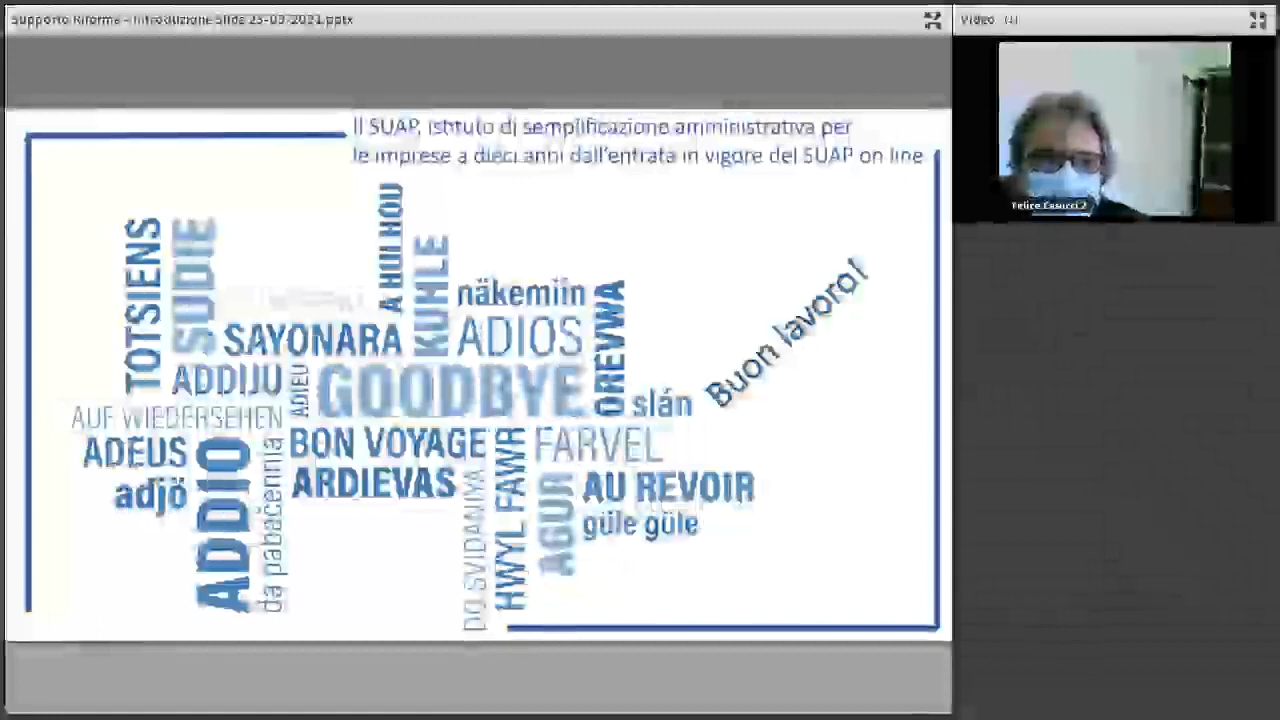 Supporto Riforme - Introduzione Slide 23-03-2021.pptx
Video (1)
Il SUAP, istituto di semplificazione amministrativa per
le imprese a dieci anni dall'entrata in vigore del SUAP on line
TOTSIENS
SUDIE
A HUI HOU
KUHLE
näkemiin
OREVWA
SAYONARA
ADIOS
Buon lavoro!
ADDIJU
ADIEU
GOODBYE
slán
AUF WIEDERSEHEN
ADEUS
BON VOYAGE
FARVEL
adjö
ADDIO
da pabačennia
ARDIEVAS
DO SVIDANIYA
HWYL FAWR
AGUR
AU REVOIR
güle güle
Felice Casucci 2